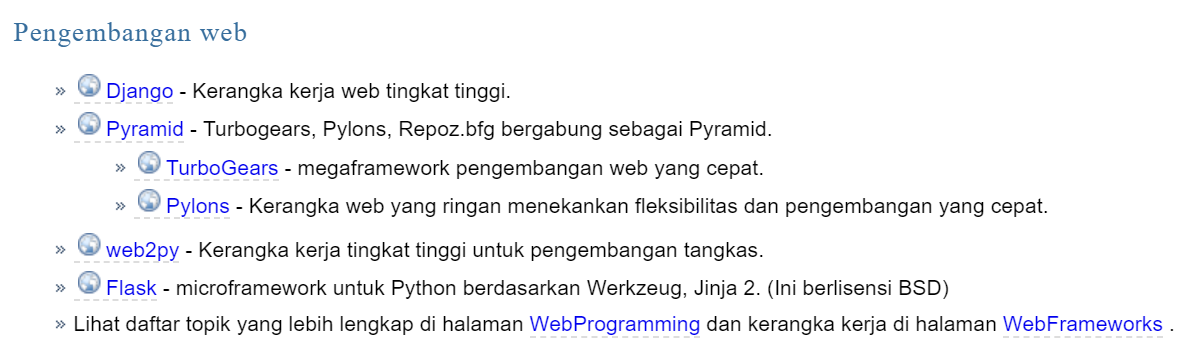 Pengembangan web
» Django - Kerangka kerja web tingkat tinggi.
» Pyramid - Turbogears, Pylons, Repoz.bfg bergabung sebagai Pyramid.
» TurboGears - megaframework pengembangan web yang cepat.
» Pylons - Kerangka web yang ringan menekankan fleksibilitas dan pengembangan yang cepat.
» web2py - Kerangka kerja tingkat tinggi untuk pengembangan tangkas.
» Flask - microframework untuk Python berdasarkan Werkzeug, Jinja 2. (Ini berlisensi BSD)
» Lihat daftar topik yang lebih lengkap di halaman WebProgramming dan kerangka kerja di halaman WebFrameworks .